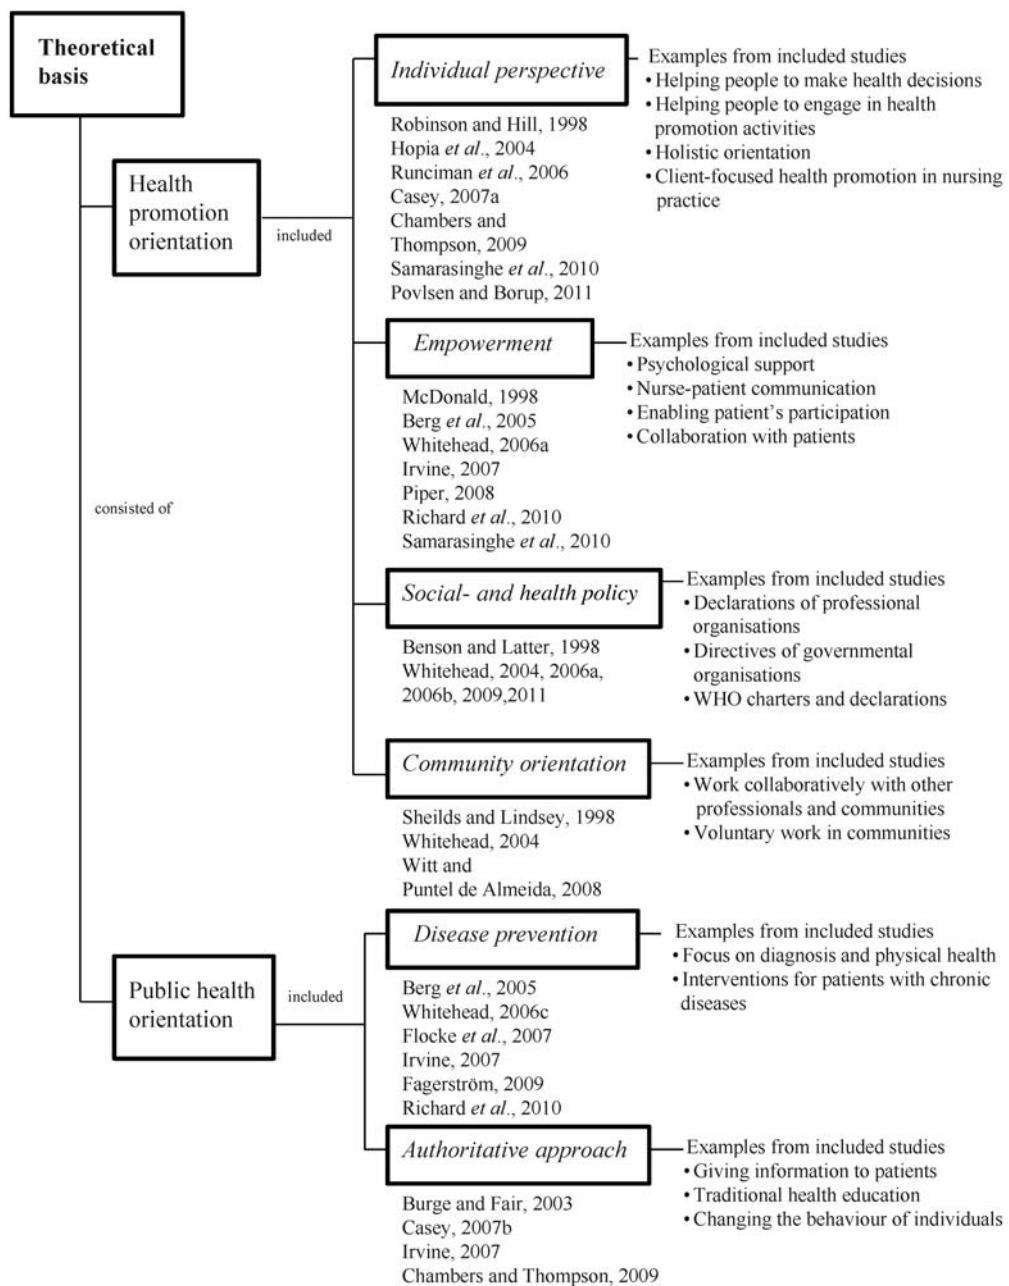 Theoretical
basis
Health
promotion
orientation
included
Individual perspective
Robinson and Hill, 1998
Hopia et al., 2004
Runciman et al., 2006
Casey, 2007a
Chambers and
Thompson, 2009
Samarasinghe et al., 2010
Povlsen and Borup, 2011
Examples from included studies
• Helping people to make health decisions
• Helping people to engage in health
promotion activities
• Holistic orientation
• Client-focused health promotion in nursing
practice
Empowerment
McDonald, 1998
Berg et al., 2005
Whitehead, 2006a
Irvine, 2007
Piper, 2008
Richard et al., 2010
Samarasinghe et al., 2010
Examples from included studies
• Psychological support
• Nurse-patient communication
• Enabling patient's participation
• Collaboration with patients
consisted of
Social- and health policy
Benson and Latter, 1998
Whitehead, 2004, 2006a,
2006b, 2009,2011
Examples from included studies
• Declarations of professional
organisations
• Directives of governmental
organisations
• WHO charters and declarations
Community orientation
Sheilds and Lindsey, 1998
Whitehead, 2004
Witt and
Puntel de Almeida, 2008
Examples from included studies
• Work collaboratively with other
professionals and communities
• Voluntary work in communities
Public health
orientation
included
Disease prevention
Berg et al., 2005
Whitehead, 2006c
Flocke et al., 2007
Irvine, 2007
Fagerström, 2009
Richard et al., 2010
Examples from included studies
• Focus on diagnosis and physical health
• Interventions for patients with chronic
diseases
Authoritative approach
Burge and Fair, 2003
Casey, 2007b
Irvine, 2007
Chambers and Thompson, 2009
Examples from included studies
• Giving information to patients
• Traditional health education
• Changing the behaviour of individuals